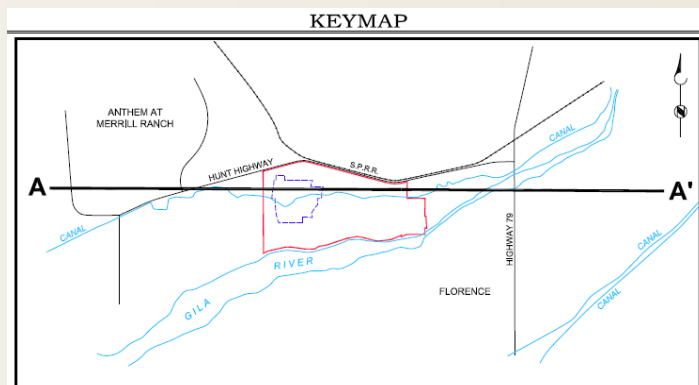 KEYMAP
ANTHEM AT
MERRILL RANCH
HUNT HIGHWAY
S.P.R.R.
CANAL
A
A'
CANAL
GILA
RIVER
HIGHWAY 79
FLORENCE
CANAL
CANAL